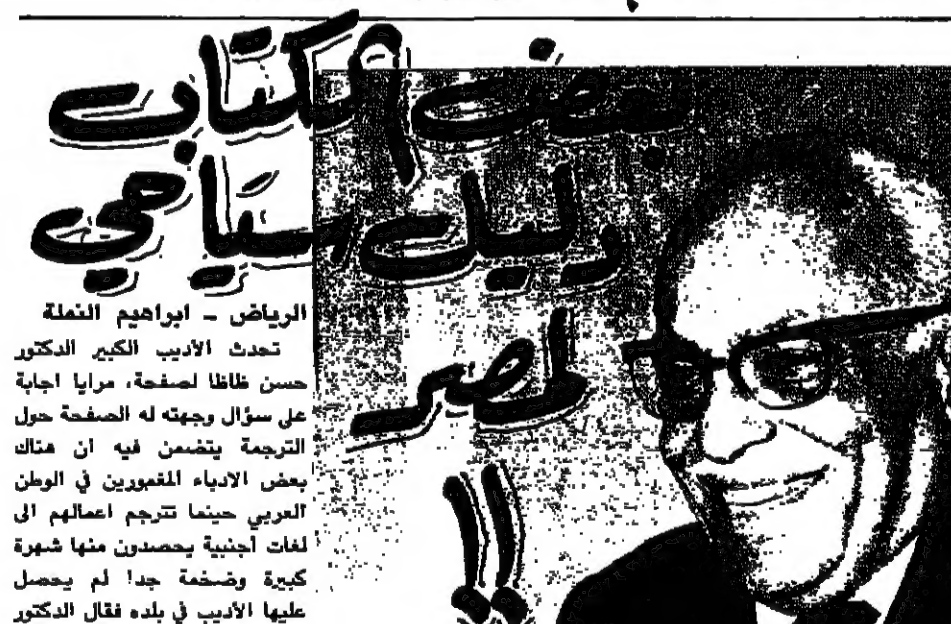 بعض الكتاب
دليل سياحي
لمصر
!!
الرياض - ابراهيم النملة
تحدث الأديب الكبير الدكتور
حسن ظاظا لصفحة، مرايا اجابة
على سؤال وجهته له الصفحة حول
الترجمة يتضمن فيه ان هناك
بعض الادباء المغمورين في الوطن
العربي حينما تترجم اعمالهم الى
لغات أجنبية يحصدون منها شهرة
كبيرة وضخمة جدا! لم يحصل
عليها الأديب في بلده فقال الدكتور